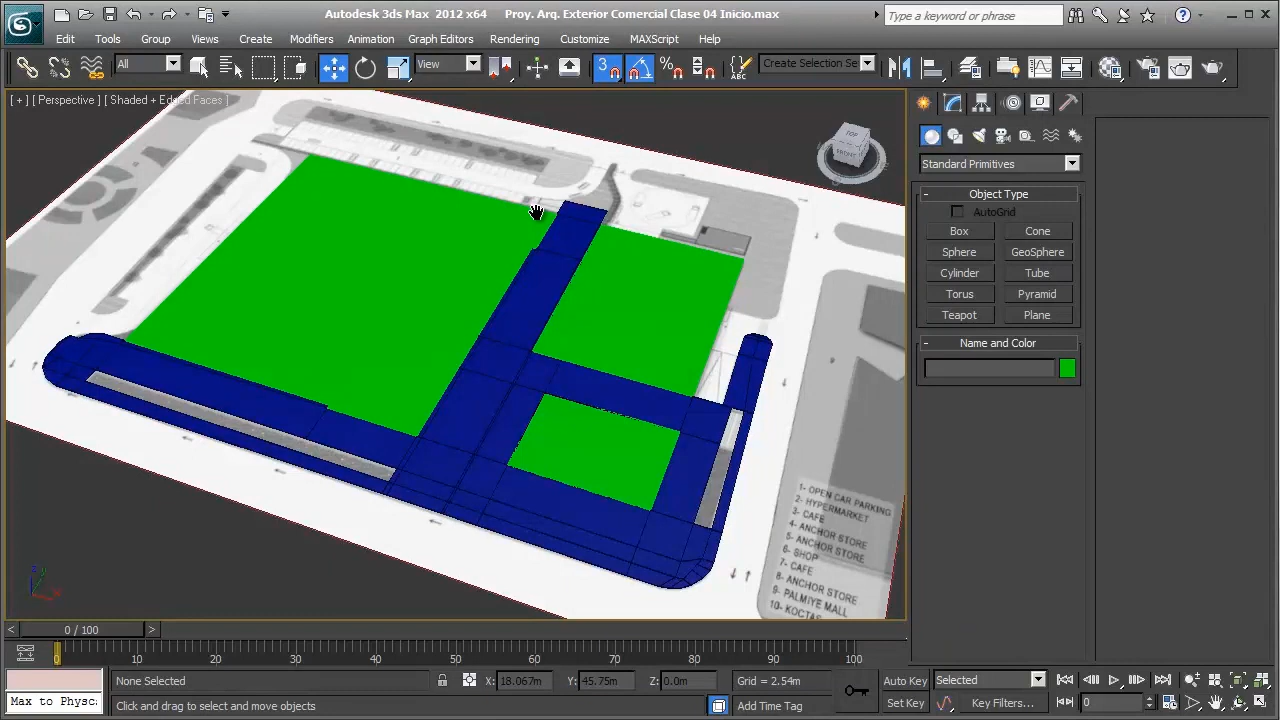 Autodesk 3ds Max 2012 x64 Proy. Arq. Exterior Comercial Clase 04 Inicio.max
Type a keyword or phrase
Edit Tools Group Views Create Modifiers Animation Graph Editors Rendering Customize MAXScript Help
All View 3 Create Selection Se
[ + ] [ Perspective ] [ Shaded + Edged Faces ]
TOP
FRONT
Standard Primitives
- Object Type
AutoGrid
Box Cone
Sphere GeoSphere
Cylinder Tube
Torus Pyramid
Teapot Plane
- Name and Color
1- OPEN CAR PARKING
2- HYPERMARKET
3- CAFE
4- ANCHOR STORE
5- ANCHOR STORE
6- SHOP
7- CAFE
8- ANCHOR STORE
9- PALMIYE MALL
10- KOCTAS
< 0 / 100 >
0 10 20 30 40 50 60 70 80 90 100
None Selected X: 18.067m Y: 45.75m Z: 0.0m Grid = 2.54m Auto Key Selected
Max to Physc: Click and drag to select and move objects Add Time Tag Set Key Key Filters... 0